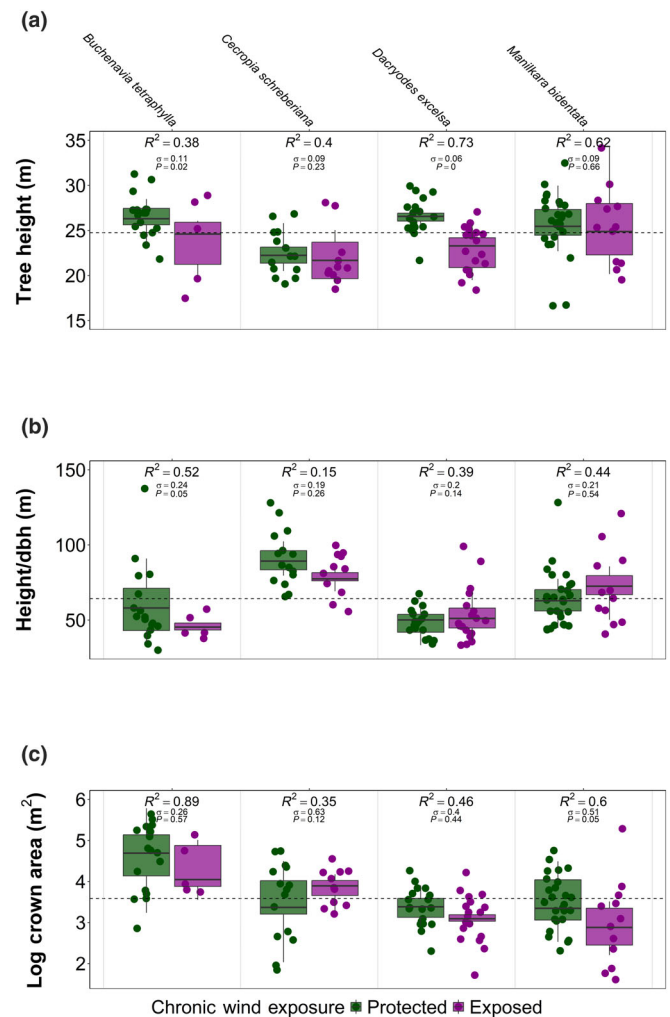 (a)
Buchenavia tetraphylla
Cecropia schreberiana
Dacryodes excelsa
Manilkara bidentata
Tree height (m)
35
30
25
20
15
R² = 0.38
σ = 0.11
P = 0.02
R² = 0.4
σ = 0.09
P = 0.23
R² = 0.73
σ = 0.06
P = 0
R² = 0.62
σ = 0.09
P = 0.66
(b)
Height/dbh (m)
150
100
50
R² = 0.52
σ = 0.24
P = 0.05
R² = 0.15
σ = 0.19
P = 0.26
R² = 0.39
σ = 0.2
P = 0.14
R² = 0.44
σ = 0.21
P = 0.54
(c)
Log crown area (m²)
6
5
4
3
2
R² = 0.89
σ = 0.26
P = 0.57
R² = 0.35
σ = 0.63
P = 0.12
R² = 0.46
σ = 0.4
P = 0.44
R² = 0.6
σ = 0.51
P = 0.05
Chronic wind exposure Protected Exposed